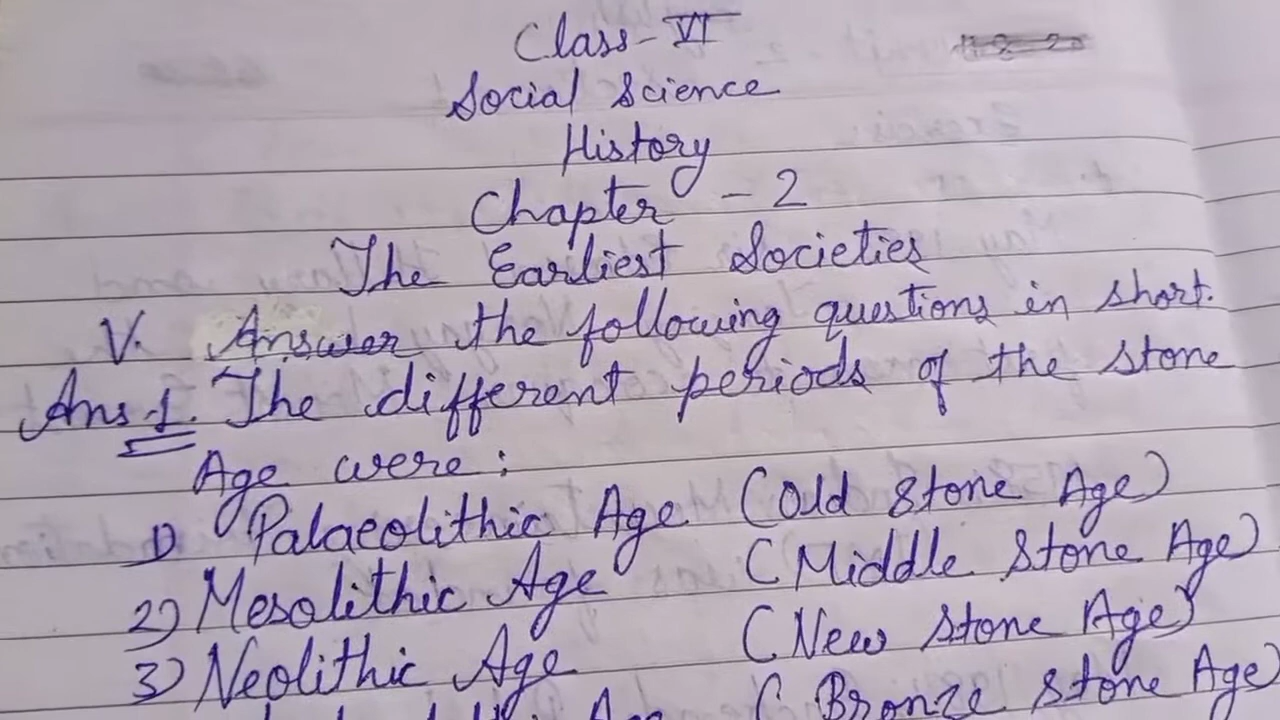 Class-VI
Social Science
History
Chapter - 2
The Earliest Societies
V. Answer the following questions in short.
Ans 1. The different periods of the stone
Age were:
1) Palaeolithic Age (Old Stone Age)
2) Mesolithic Age (Middle Stone Age)
3) Neolithic Age (New Stone Age)
Age (Bronze Stone Age)